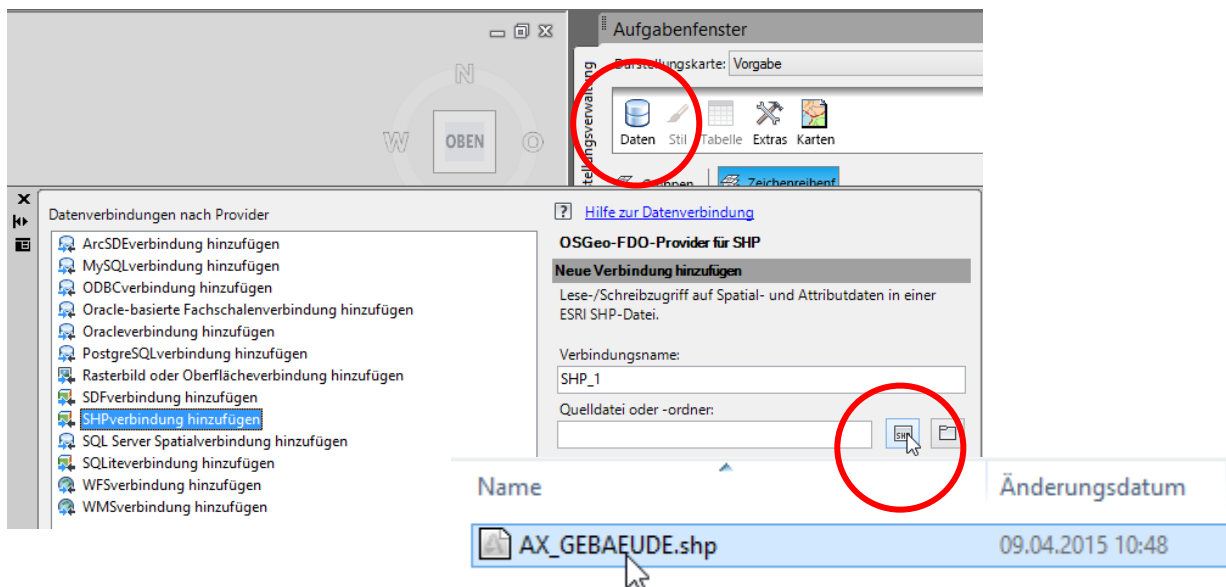 Aufgabenfenster
Darstellungskarte: Vorgabe
N
W
OBEN
O
Daten Stil Tabelle Extras Karten
Zeichenreihenf
Datenverbindungen nach Provider
ArcSDEverbindung hinzufügen
MySQLverbindung hinzufügen
ODBCverbindung hinzufügen
Oracle-basierte Fachschalenverbindung hinzufügen
Oracleverbindung hinzufügen
PostgreSQLverbindung hinzufügen
Rasterbild oder Oberflächeverbindung hinzufügen
SDFverbindung hinzufügen
SHPverbindung hinzufügen
SQL Server Spatialverbindung hinzufügen
SQLiteverbindung hinzufügen
WFSverbindung hinzufügen
WMSverbindung hinzufügen
? Hilfe zur Datenverbindung
OSGeo-FDO-Provider für SHP
Neue Verbindung hinzufügen
Lese-/Schreibzugriff auf Spatial- und Attributdaten in einer
ESRI SHP-Datei.
Verbindungsname:
SHP_1
Quelldatei oder -ordner:
SHP
Name Änderungsdatum
AX_GEBAEUDE.shp 09.04.2015 10:48